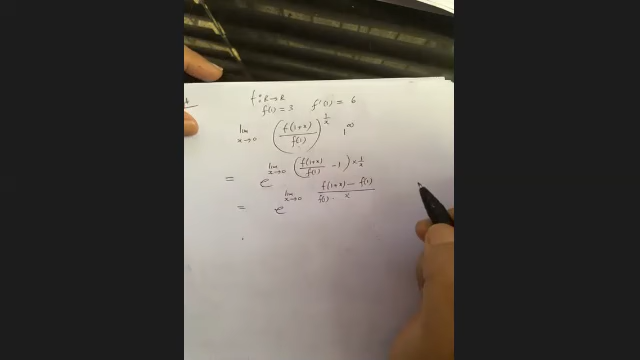 f: R→R
f(1) = 3 f'(1) = 6
lim x→0 (f(1+x)/f(1))^(1/x) 1^∞
= e^(lim x→0 (f(1+x)/f(1) - 1) × 1/x)
= e^(lim x→0 (f(1+x) - f(1))/(f(1) · x))